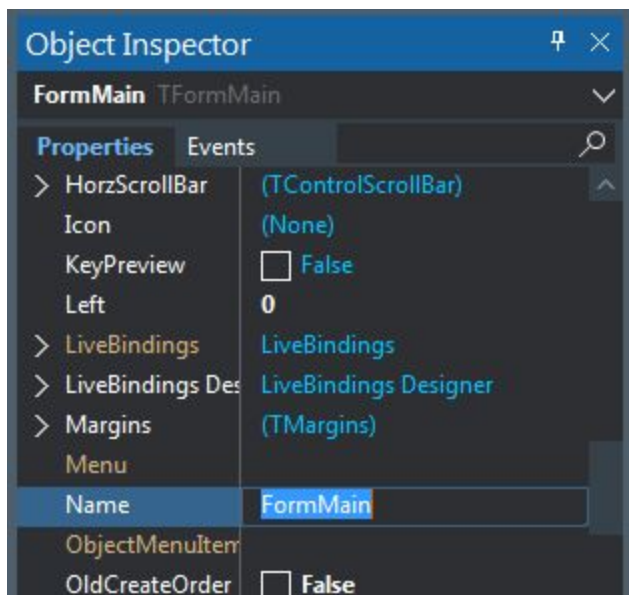 Object Inspector
FormMain TFormMain
Properties Events
HorzScrollBar (TControlScrollBar)
Icon (None)
KeyPreview False
Left 0
LiveBindings LiveBindings
LiveBindings Des LiveBindings Designer
Margins (TMargins)
Menu
Name FormMain
ObjectMenuItem
OldCreateOrder False